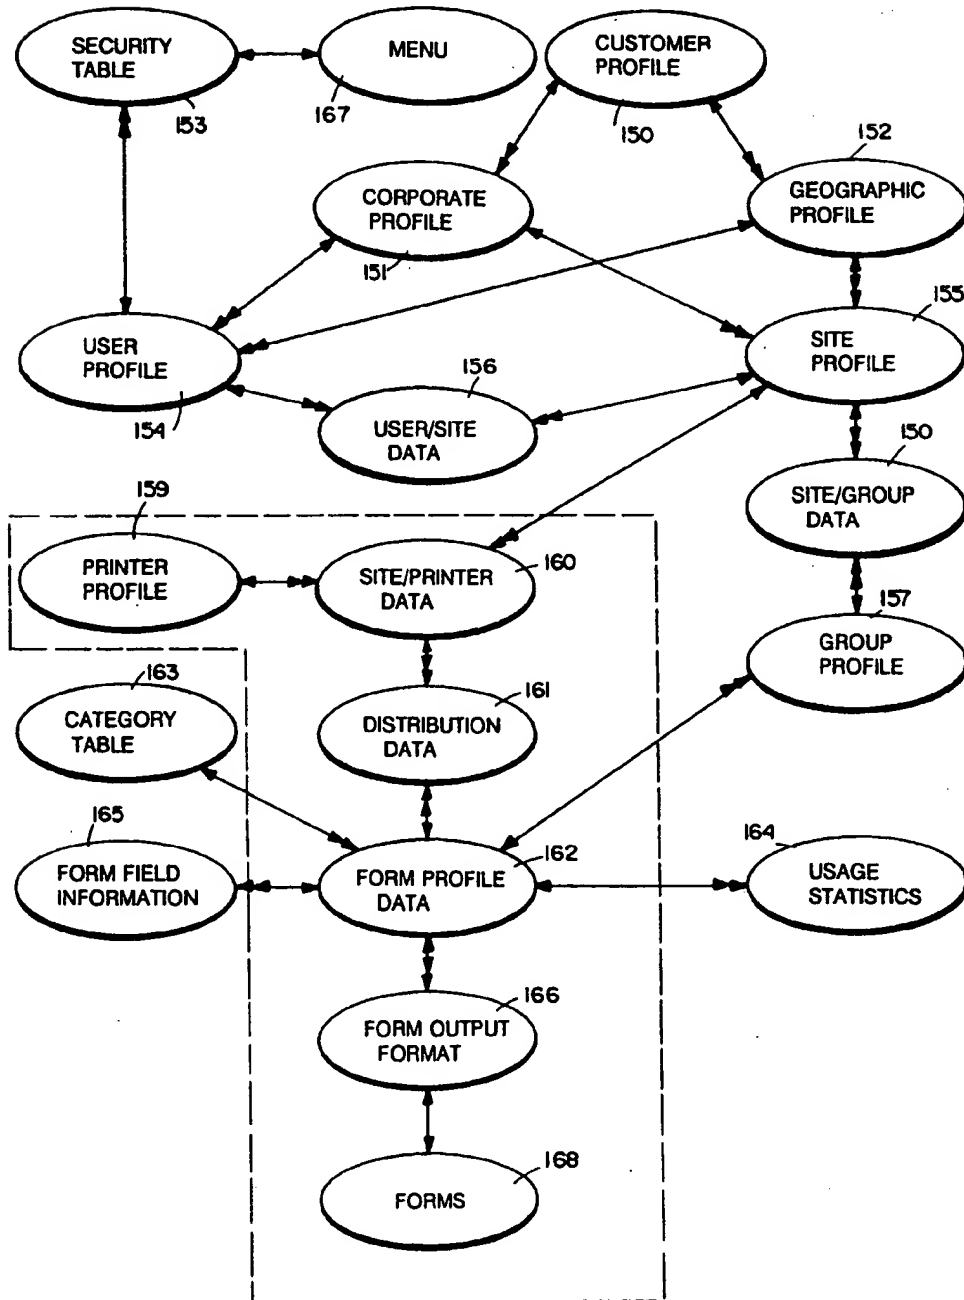 SECURITY
TABLE
153
MENU
167
CUSTOMER
PROFILE
150
152
GEOGRAPHIC
PROFILE
CORPORATE
PROFILE
151
155
SITE
PROFILE
USER
PROFILE
154
156
USER/SITE
DATA
150
SITE/GROUP
DATA
159
PRINTER
PROFILE
SITE/PRINTER
DATA
160
157
GROUP
PROFILE
163
CATEGORY
TABLE
161
DISTRIBUTION
DATA
165
FORM FIELD
INFORMATION
162
FORM PROFILE
DATA
164
USAGE
STATISTICS
166
FORM OUTPUT
FORMAT
168
FORMS